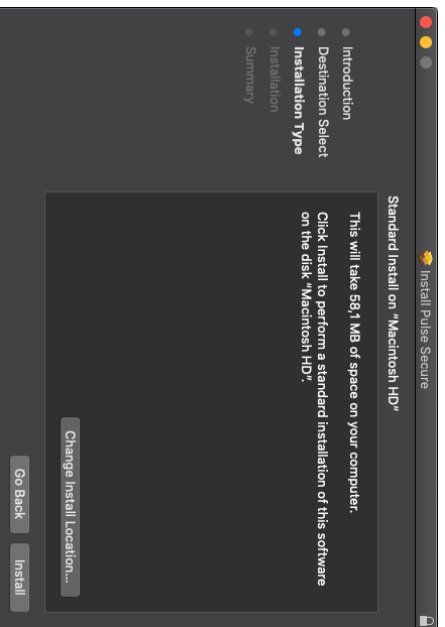 Install Pulse Secure
Standard Install on "Macintosh HD"
Introduction
Destination Select
Installation Type
Installation
Summary
This will take 58,1 MB of space on your computer.
Click Install to perform a standard installation of this software
on the disk "Macintosh HD".
Change Install Location...
Go Back
Install